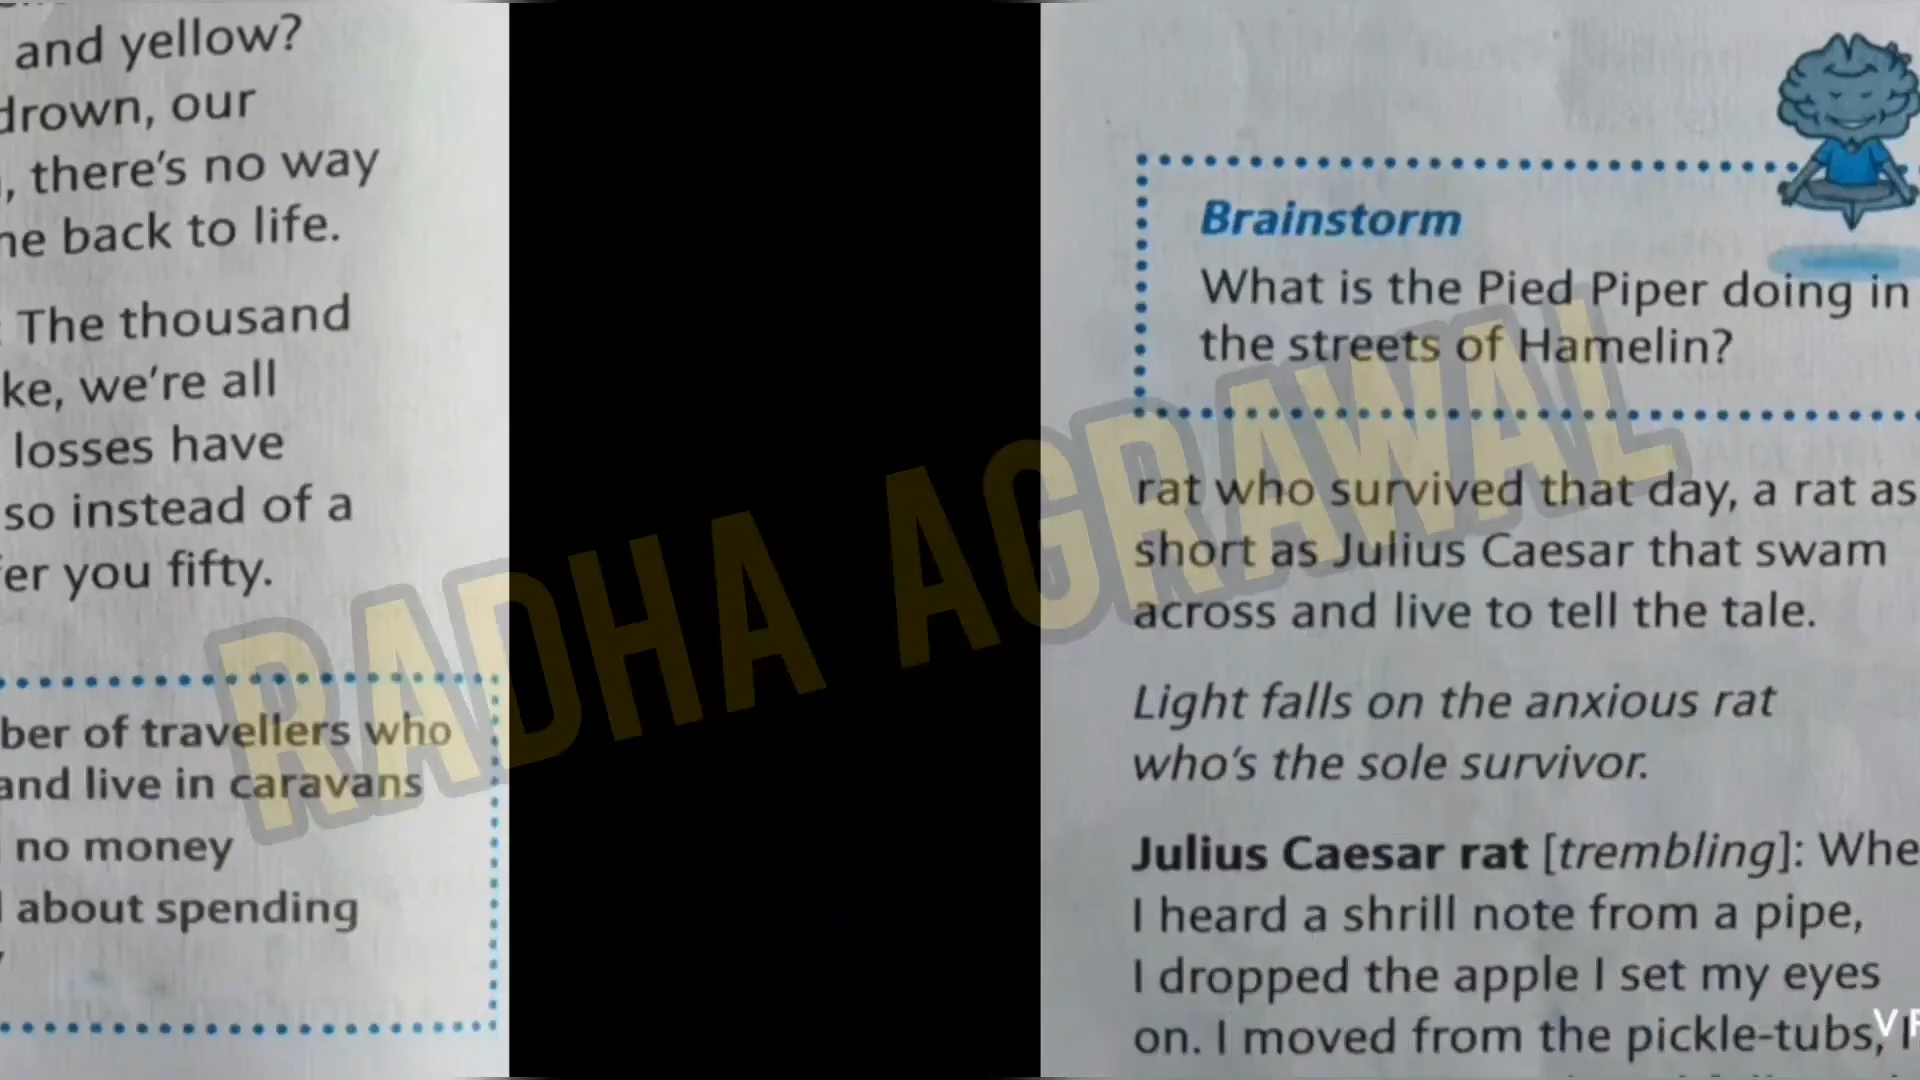 and yellow?
drown, our
, there's no way
me back to life.
The thousand
ke, we're all
losses have
so instead of a
fer you fifty.
ber of travellers who
and live in caravans
no money
about spending
Brainstorm
What is the Pied Piper doing in
the streets of Hamelin?
rat who survived that day, a rat as
short as Julius Caesar that swam
across and live to tell the tale.
Light falls on the anxious rat
who's the sole survivor.
Julius Caesar rat [trembling]: Whe
I heard a shrill note from a pipe,
I dropped the apple I set my eyes
on. I moved from the pickle-tubs, I
RADHA AGRAWAL